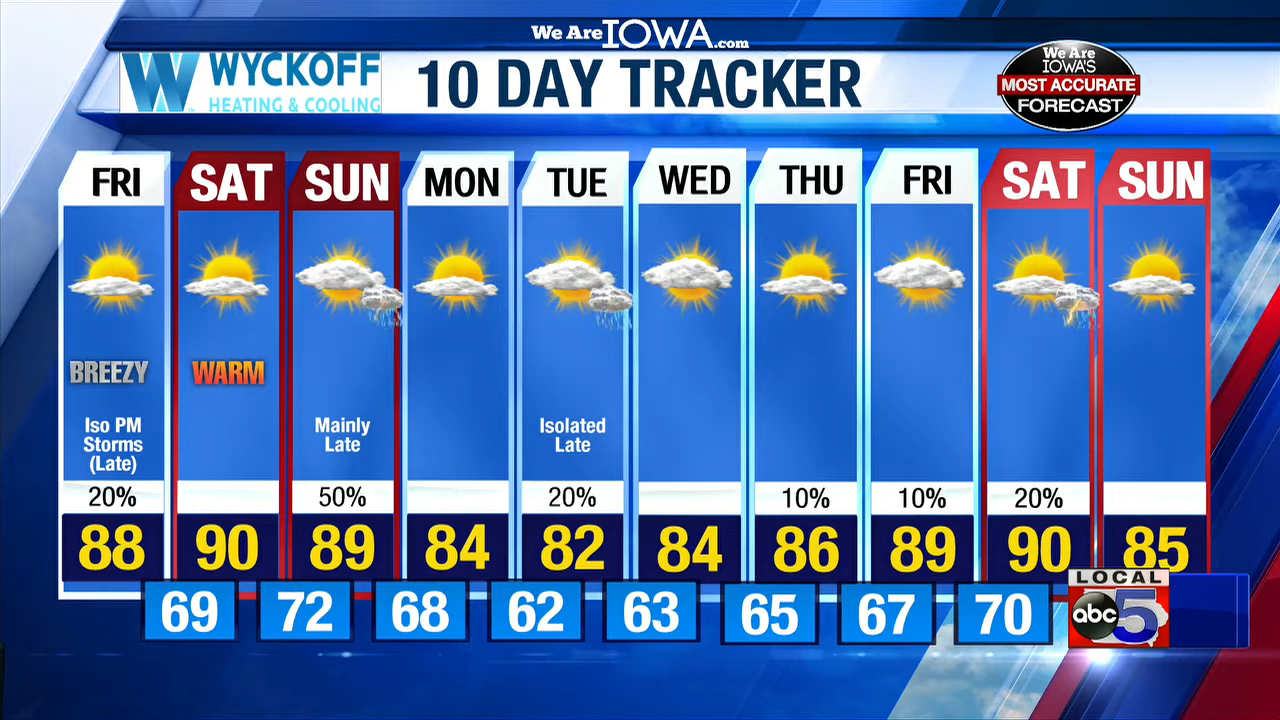 We Are IOWA.com
W WYCKOFF
™ HEATING & COOLING
10 DAY TRACKER
We Are
IOWA'S
MOST ACCURATE
FORECAST
FRI SAT SUN MON TUE WED THU FRI SAT SUN
BREEZY WARM
Iso PM
Storms
(Late)
Mainly
Late
Isolated
Late
20% 50% 20% 10% 10% 20%
88 90 89 84 82 84 86 89 90 85
69 72 68 62 63 65 67 70
LOCAL
abc 5